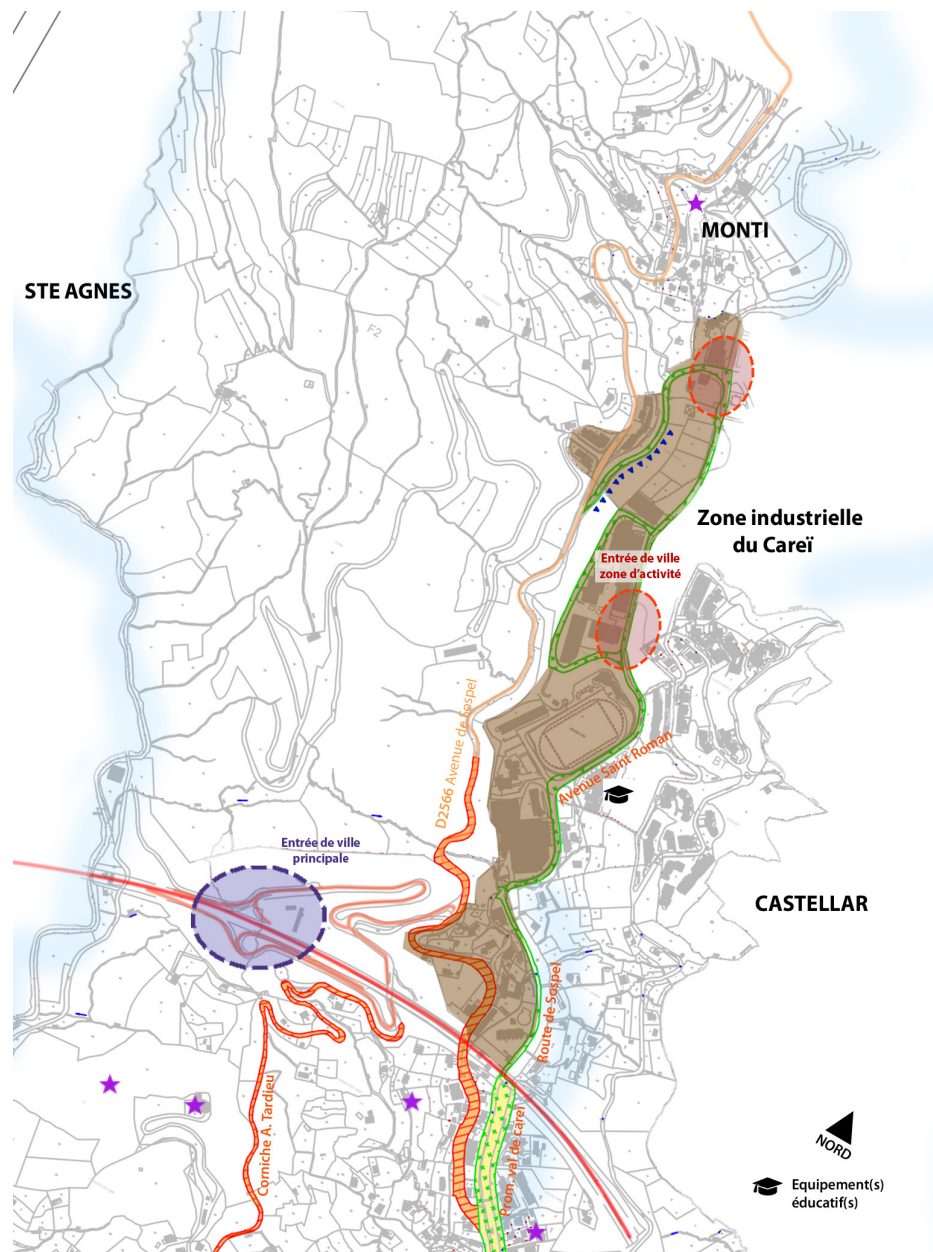 MONTI
STE AGNES
F2
Zone industrielle
du Careï
Entrée de ville
zone d'activité
D2566 Avenue de Sospel
Avenue Saint Roman
Entrée de ville
principale
CASTELLAR
Route de Sospel
Corniche A. Tardieu
Prom. val de careï
NORD
Equipement(s)
éducatif(s)